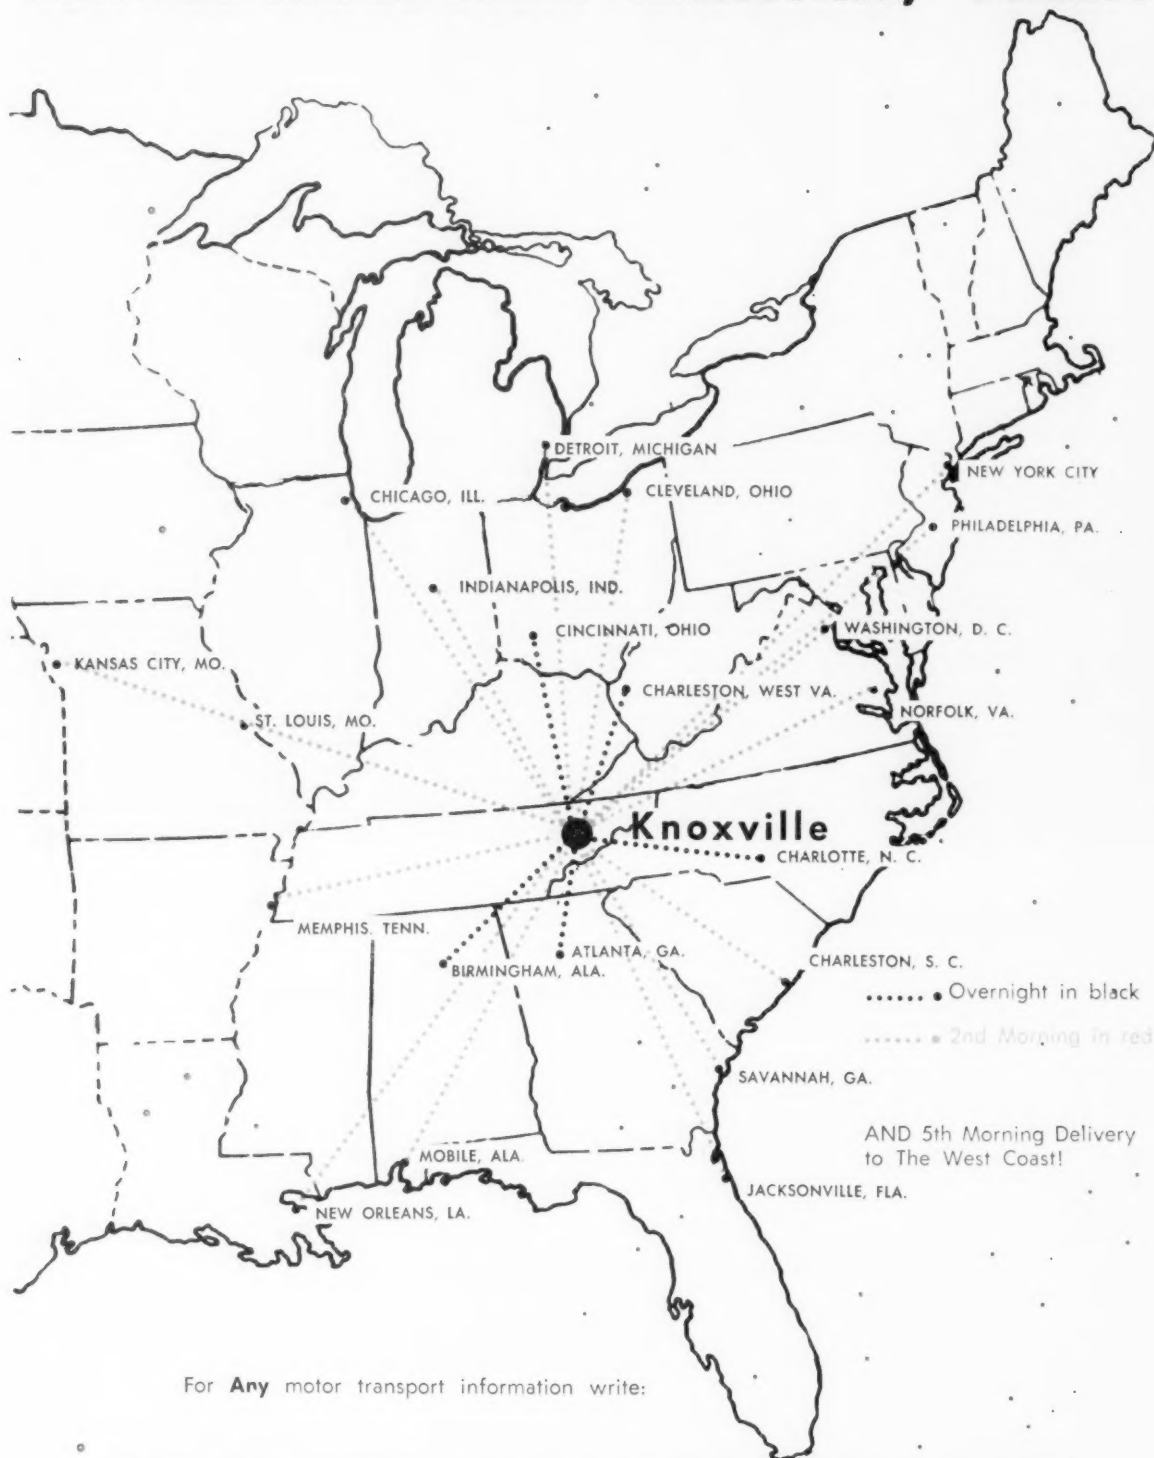 DETROIT, MICHIGAN
NEW YORK CITY
CHICAGO, ILL.
CLEVELAND, OHIO
PHILADELPHIA, PA.
INDIANAPOLIS, IND.
CINCINNATI, OHIO
WASHINGTON, D. C.
KANSAS CITY, MO.
CHARLESTON, WEST VA.
NORFOLK, VA.
ST. LOUIS, MO.
Knoxville
CHARLOTTE, N. C.
MEMPHIS. TENN.
ATLANTA, GA.
BIRMINGHAM, ALA.
CHARLESTON, S. C.
Overnight in black
2nd Morning in red
SAVANNAH, GA.
AND 5th Morning Delivery
to The West Coast!
MOBILE, ALA.
JACKSONVILLE, FLA.
NEW ORLEANS, LA.
For Any motor transport information write: